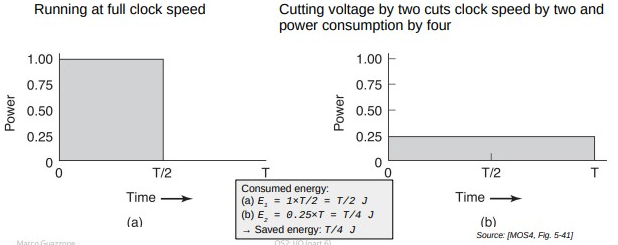 Running at full clock speed
Cutting voltage by two cuts clock speed by two and
power consumption by four
1.00
0.75
0.50
0.25
0
Power
0
T/2
T
Time
(a)
1.00
0.75
0.50
0.25
0
Power
0
T/2
T
Time
(b)
Consumed energy:
(a) E₁ = 1×T/2 = T/2 J
(b) E₂ = 0.25×T = T/4 J
→ Saved energy: T/4 J
Source: [MOS4, Fig. 5-41]